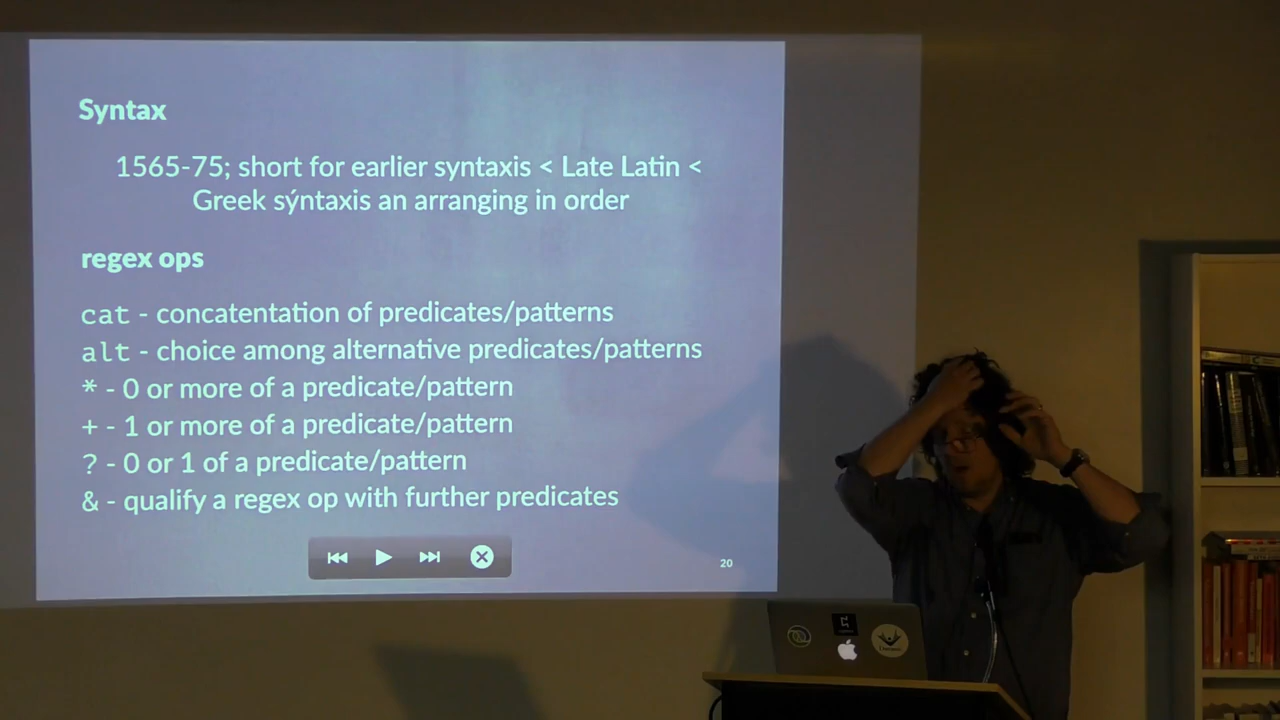 Syntax
1565-75; short for earlier syntaxis < Late Latin <
Greek sýntaxis an arranging in order
regex ops
cat - concatentation of predicates/patterns
alt - choice among alternative predicates/patterns
* - 0 or more of a predicate/pattern
+ - 1 or more of a predicate/pattern
? - 0 or 1 of a predicate/pattern
& - qualify a regex op with further predicates
20